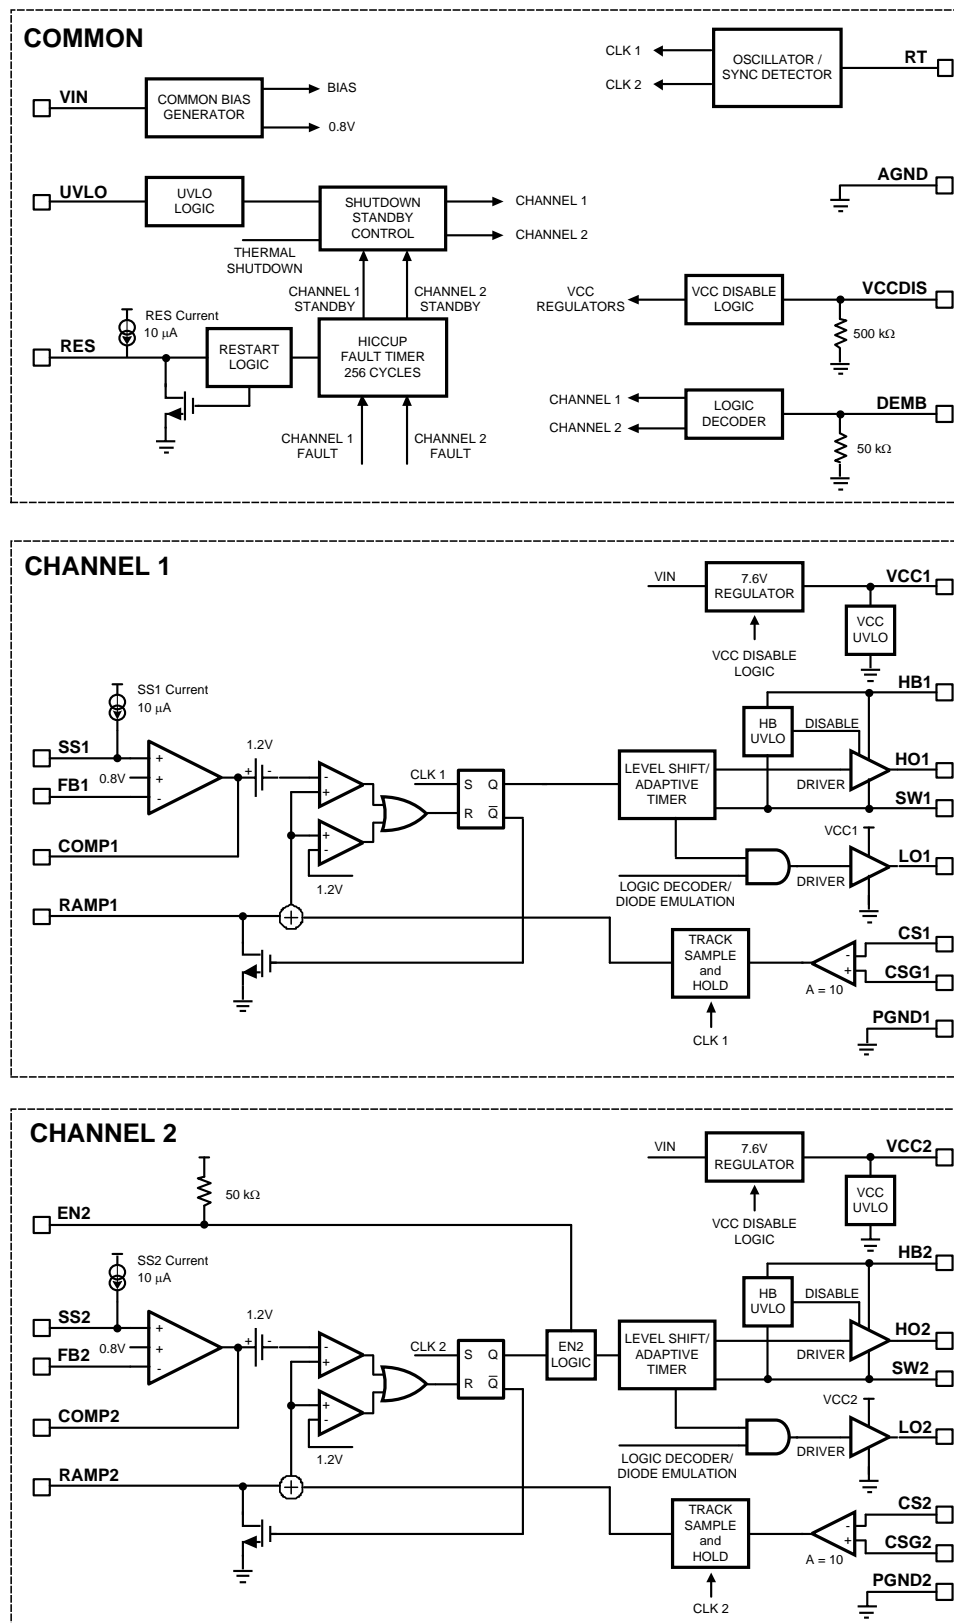 COMMON
VIN
COMMON BIAS
GENERATOR
BIAS
0.8V
CLK 1
CLK 2
OSCILLATOR /
SYNC DETECTOR
RT
UVLO
UVLO
LOGIC
SHUTDOWN
STANDBY
CONTROL
CHANNEL 1
CHANNEL 2
THERMAL
SHUTDOWN
AGND
CHANNEL 1
STANDBY
CHANNEL 2
STANDBY
VCC
REGULATORS
VCC DISABLE
LOGIC
VCCDIS
500 kΩ
RES Current
10 μA
RES
RESTART
LOGIC
HICCUP
FAULT TIMER
256 CYCLES
CHANNEL 1
FAULT
CHANNEL 2
FAULT
CHANNEL 1
CHANNEL 2
LOGIC
DECODER
DEMB
50 kΩ
CHANNEL 1
VIN
7.6V
REGULATOR
VCC1
VCC
UVLO
VCC DISABLE
LOGIC
SS1 Current
10 μA
SS1
0.8V
+
+
-
FB1
1.2V
+ -
-
+
+
-
1.2V
COMP1
RAMP1
+
CLK 1
S Q
R Q̅
LEVEL SHIFT/
ADAPTIVE
TIMER
HB
UVLO
DISABLE
HB1
DRIVER
HO1
SW1
VCC1
LO1
DRIVER
LOGIC DECODER/
DIODE EMULATION
TRACK
SAMPLE
and
HOLD
CLK 1
-
+
A = 10
CS1
CSG1
PGND1
CHANNEL 2
VIN
7.6V
REGULATOR
VCC2
VCC
UVLO
VCC DISABLE
LOGIC
50 kΩ
EN2
SS2 Current
10 μA
SS2
0.8V
+
+
-
FB2
1.2V
+ -
-
+
+
-
1.2V
COMP2
RAMP2
+
CLK 2
S Q
R Q̅
EN2
LOGIC
LEVEL SHIFT/
ADAPTIVE
TIMER
HB
UVLO
DISABLE
HB2
DRIVER
HO2
SW2
VCC2
LO2
DRIVER
LOGIC DECODER/
DIODE EMULATION
TRACK
SAMPLE
and
HOLD
CLK 2
-
+
A = 10
CS2
CSG2
PGND2